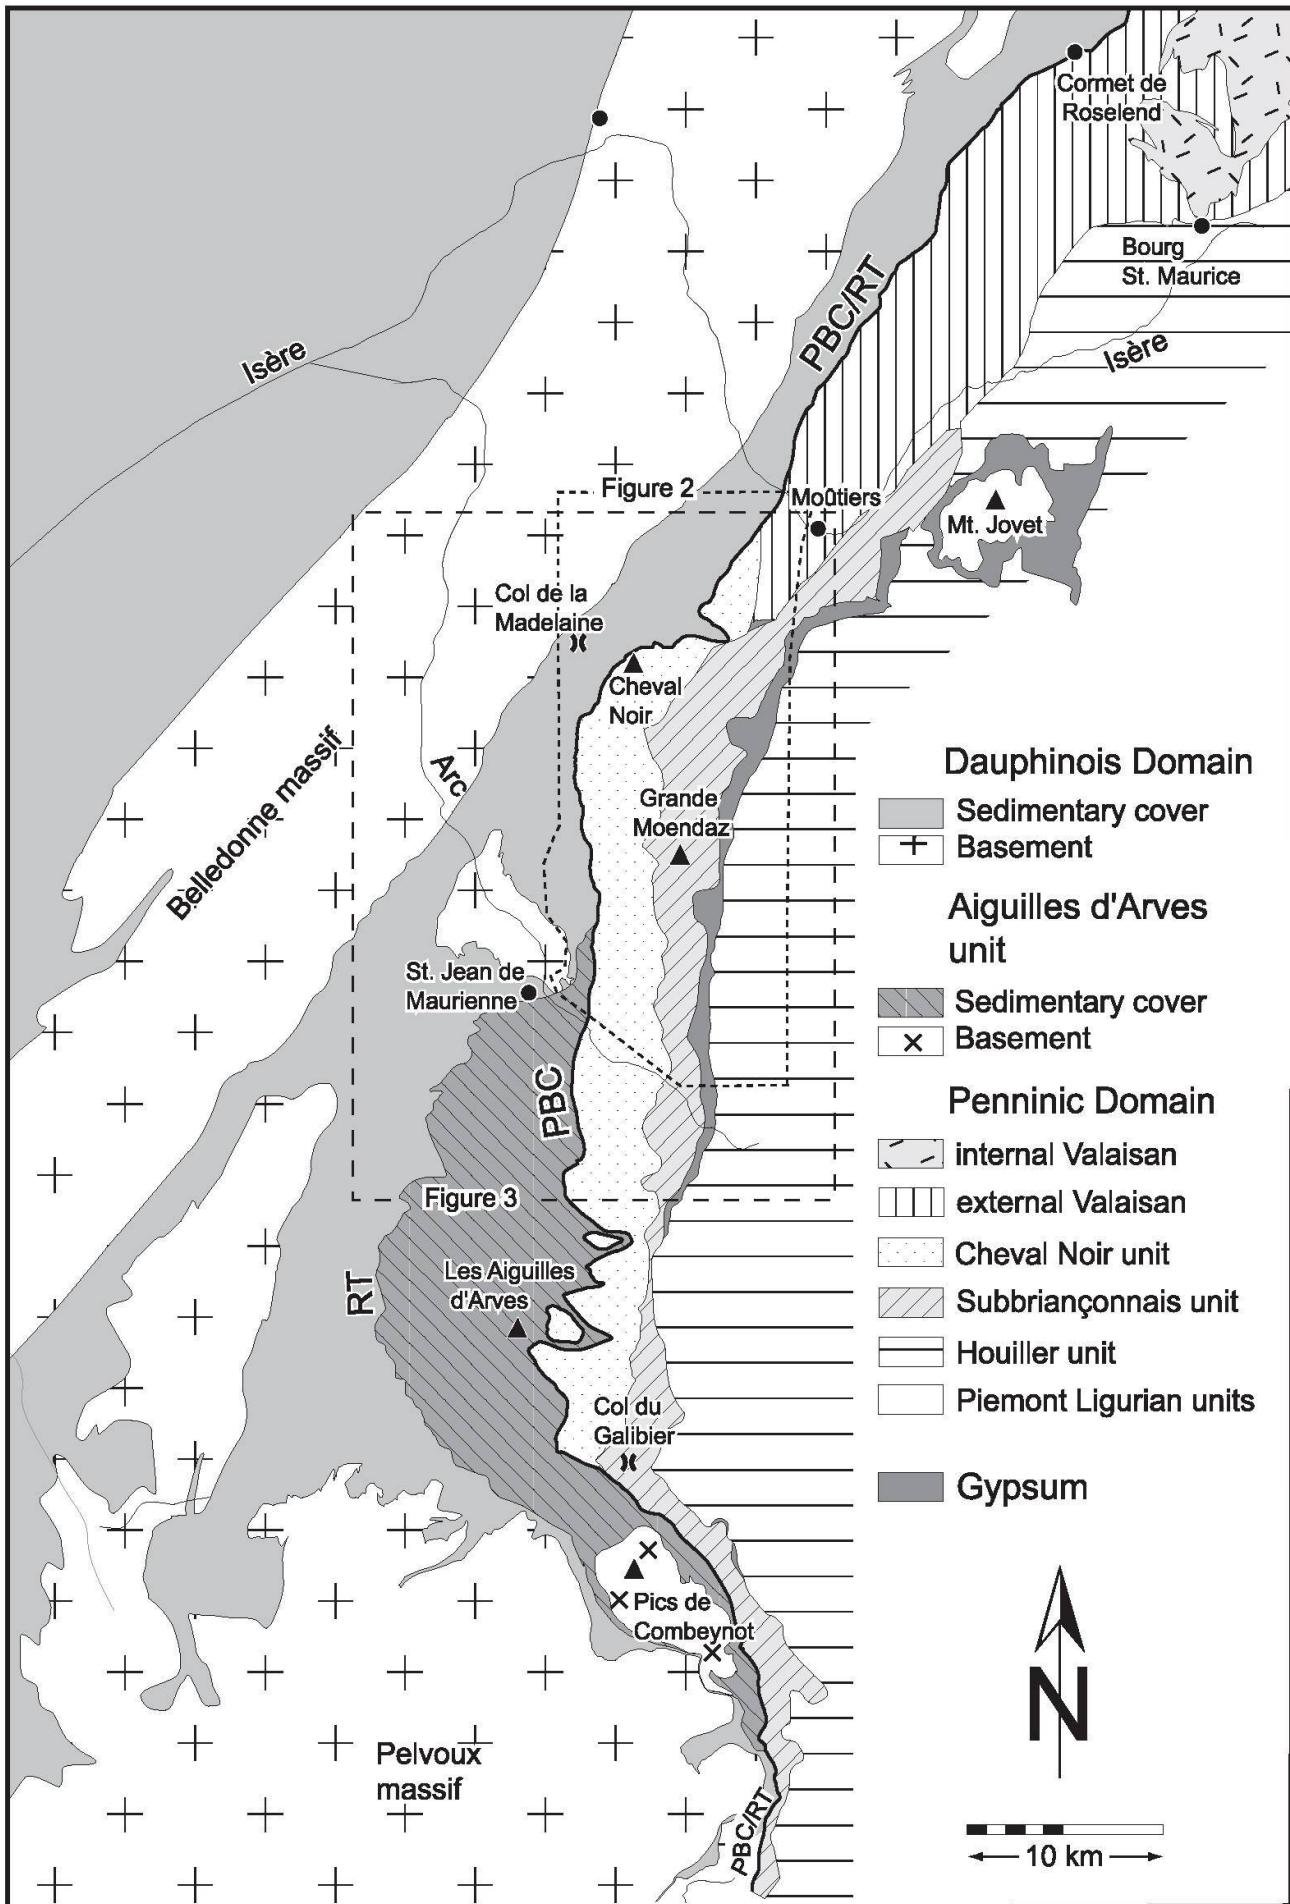 Cormet de
Roselend
Bourg
St. Maurice
Isère
PBC/RT
Isère
Figure 2
Moûtiers
Mt. Jovet
Col de la
Madelaine
Cheval
Noir
Belledonne massif
Arc
Grande
Moendaz
St. Jean de
Maurienne
PBC
Figure 3
RT
Les Aiguilles
d'Arves
Col du
Galibier
Pics de
Combeynot
Pelvoux
massif
PBC/RT
Dauphinois Domain
Sedimentary cover
Basement
Aiguilles d'Arves
unit
Sedimentary cover
Basement
Penninic Domain
internal Valaisan
external Valaisan
Cheval Noir unit
Subbriançonnais unit
Houiller unit
Piemont Ligurian units
Gypsum
N
10 km